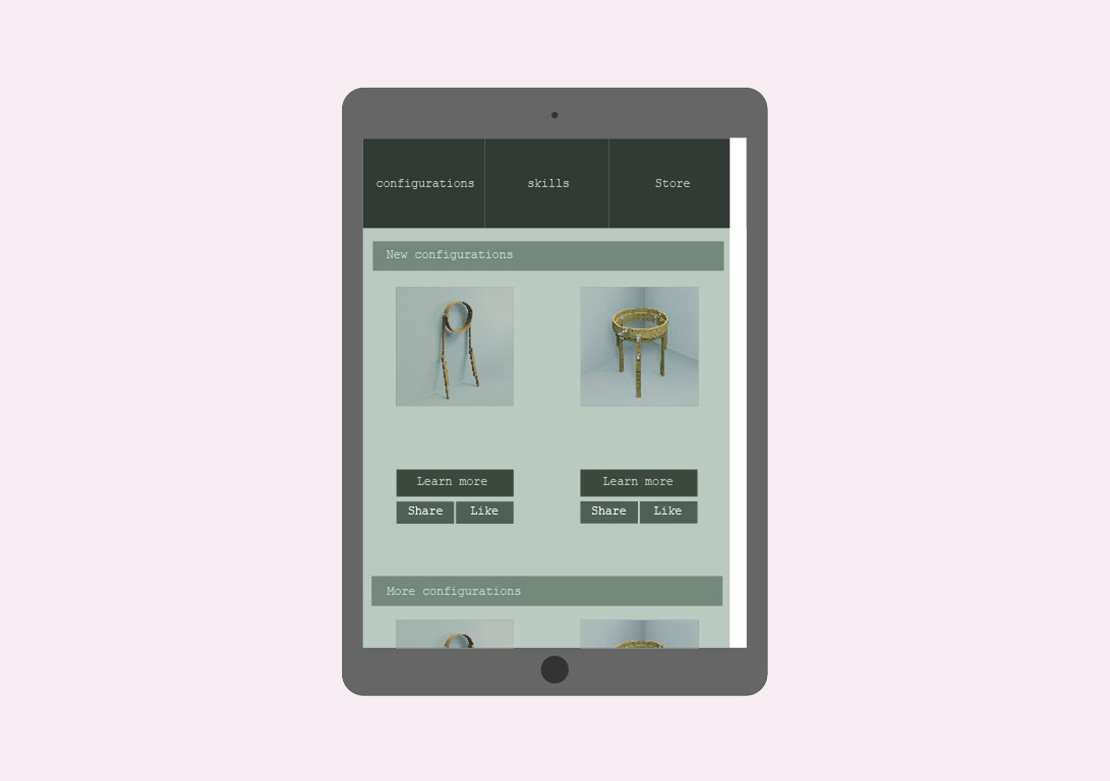 configurations skills Store
New configurations
Learn more Learn more
Share Like Share Like
More configurations